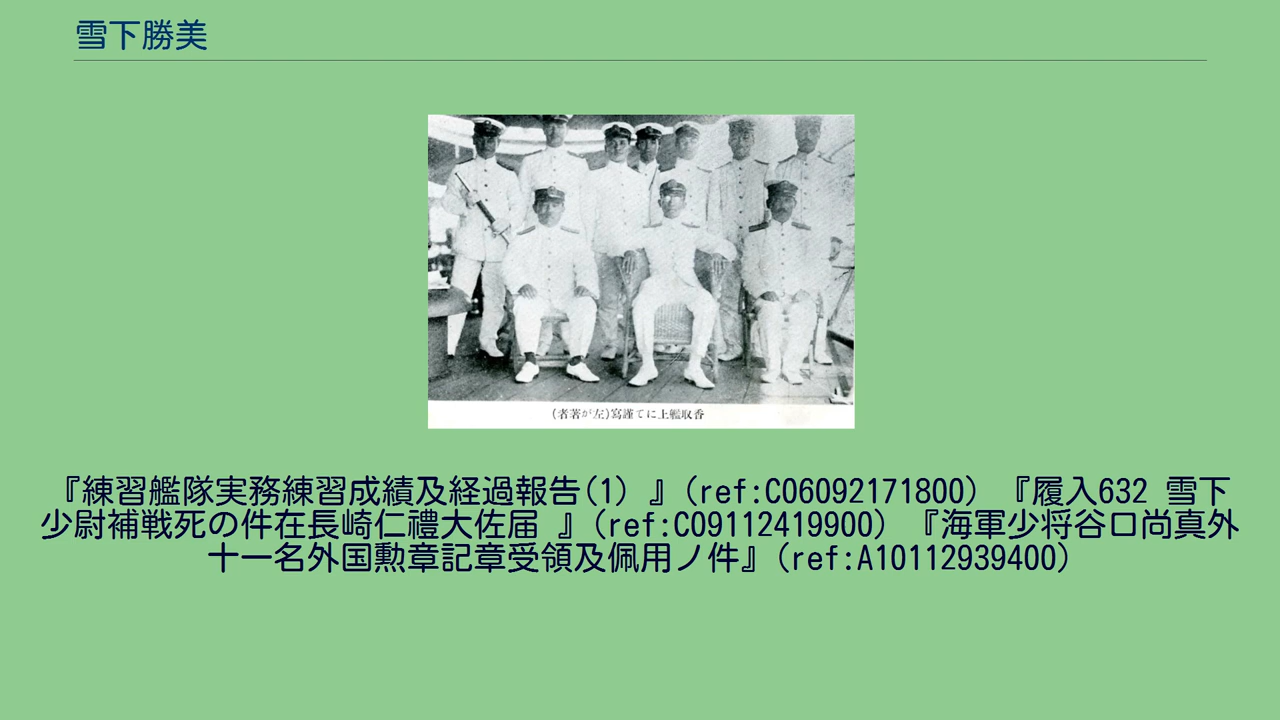 雪下勝美
香取艦上にて謹寫(左が著者)
『練習艦隊実務練習成績及経過報告(1) 』(ref:C06092171800) 『履入632 雪下
少尉補戦死の件在長崎仁禮大佐届 』(ref:C09112419900) 『海軍少将谷口尚真外
十一名外国勲章記章受領及佩用ノ件』(ref:A10112939400)